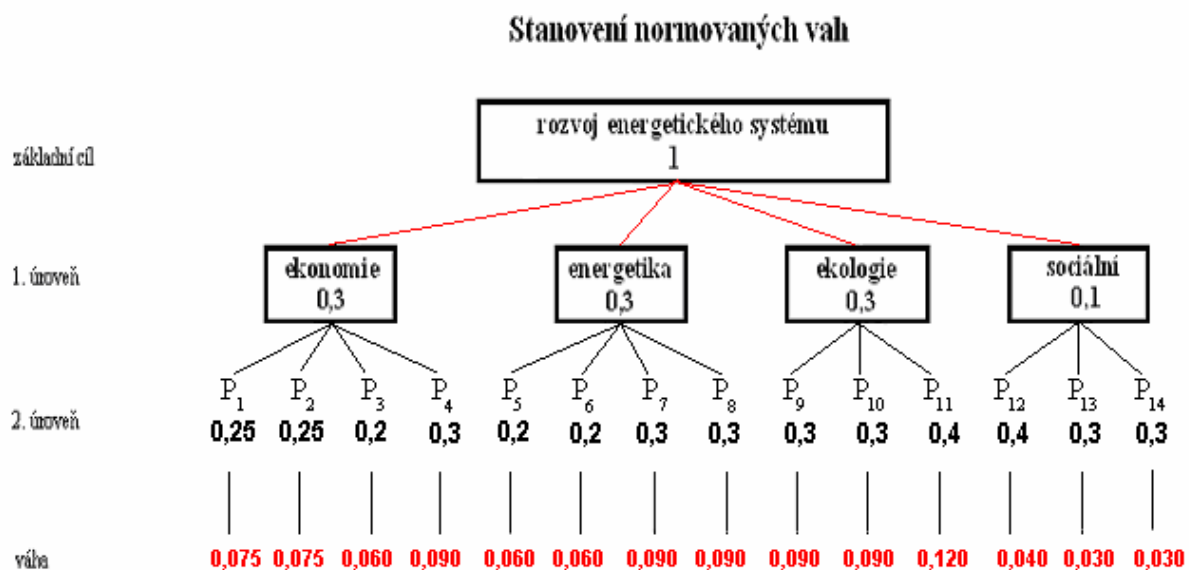 Stanovení normovaných vah
rozvoj energetického systému
1
základní cíl
1. úroveň
ekonomie
0,3
energetika
0,3
ekologie
0,3
sociální
0,1
2. úroveň
P1 P2 P3 P4 P5 P6 P7 P8 P9 P10 P11 P12 P13 P14
0,25 0,25 0,2 0,3 0,2 0,2 0,3 0,3 0,3 0,3 0,4 0,4 0,3 0,3
váha 0,075 0,075 0,060 0,090 0,060 0,060 0,090 0,090 0,090 0,090 0,120 0,040 0,030 0,030